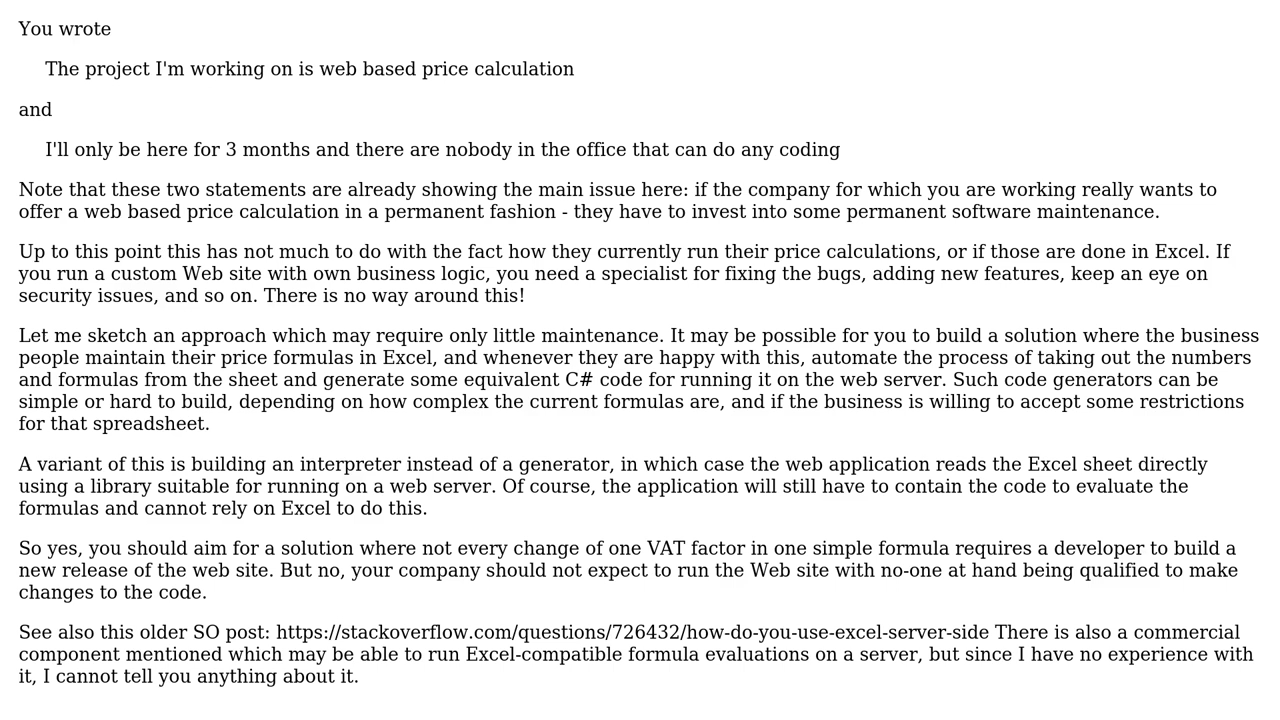 You wrote
The project I'm working on is web based price calculation
and
I'll only be here for 3 months and there are nobody in the office that can do any coding
Note that these two statements are already showing the main issue here: if the company for which you are working really wants to
offer a web based price calculation in a permanent fashion - they have to invest into some permanent software maintenance.
Up to this point this has not much to do with the fact how they currently run their price calculations, or if those are done in Excel. If
you run a custom Web site with own business logic, you need a specialist for fixing the bugs, adding new features, keep an eye on
security issues, and so on. There is no way around this!
Let me sketch an approach which may require only little maintenance. It may be possible for you to build a solution where the business
people maintain their price formulas in Excel, and whenever they are happy with this, automate the process of taking out the numbers
and formulas from the sheet and generate some equivalent C# code for running it on the web server. Such code generators can be
simple or hard to build, depending on how complex the current formulas are, and if the business is willing to accept some restrictions
for that spreadsheet.
A variant of this is building an interpreter instead of a generator, in which case the web application reads the Excel sheet directly
using a library suitable for running on a web server. Of course, the application will still have to contain the code to evaluate the
formulas and cannot rely on Excel to do this.
So yes, you should aim for a solution where not every change of one VAT factor in one simple formula requires a developer to build a
new release of the web site. But no, your company should not expect to run the Web site with no-one at hand being qualified to make
changes to the code.
See also this older SO post: https://stackoverflow.com/questions/726432/how-do-you-use-excel-server-side There is also a commercial
component mentioned which may be able to run Excel-compatible formula evaluations on a server, but since I have no experience with
it, I cannot tell you anything about it.